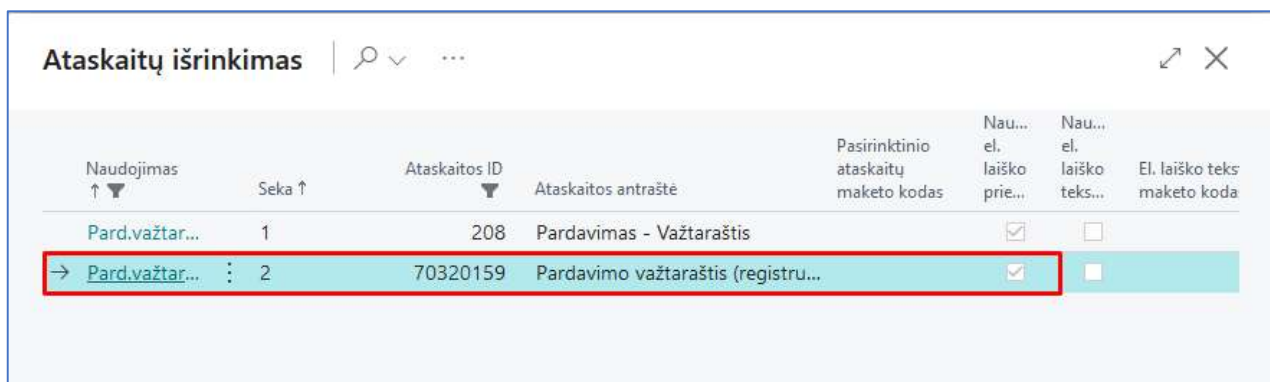 Ataskaitų išrinkimas
Naudojimas
↑
Seka ↑
Ataskaitos ID
Ataskaitos antraštė
Pasirinktinio
ataskaitų
maketo kodas
Nau...
el.
laiško
prie...
Nau...
el.
laiško
teks...
El. laiško teks
maketo koda
Pard.važtar... 1 208 Pardavimas - Važtaraštis
→ Pard.važtar... 2 70320159 Pardavimo važtaraštis (registru...